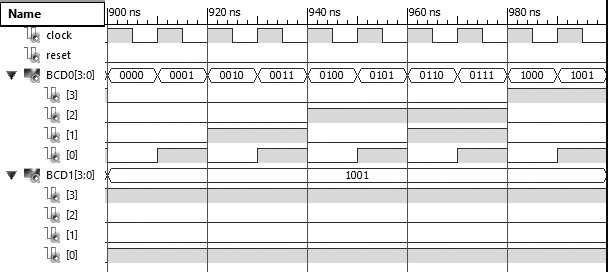 Name 900 ns 920 ns 940 ns 960 ns 980 ns
clock
reset
BCD0[3:0] 0000 0001 0010 0011 0100 0101 0110 0111 1000 1001
[3]
[2]
[1]
[0]
BCD1[3:0] 1001
[3]
[2]
[1]
[0]